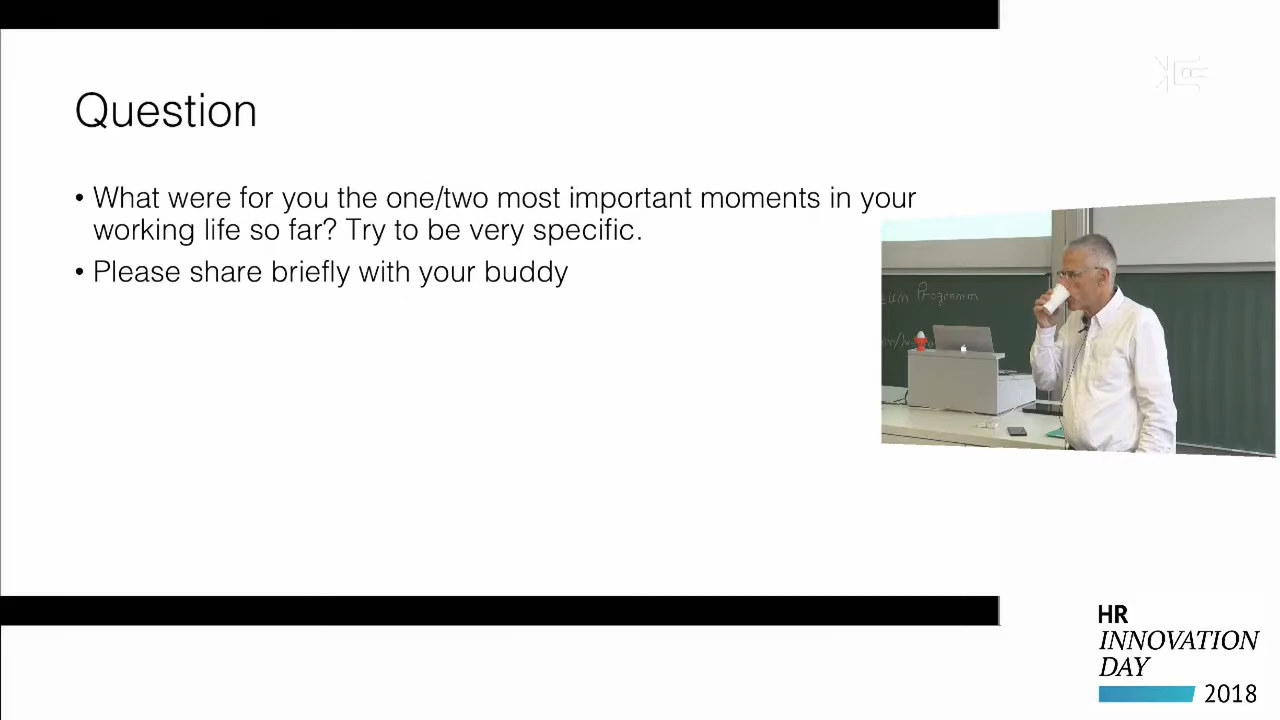 Question
• What were for you the one/two most important moments in your
working life so far? Try to be very specific.
• Please share briefly with your buddy
Programm
HR
INNOVATION
DAY
2018